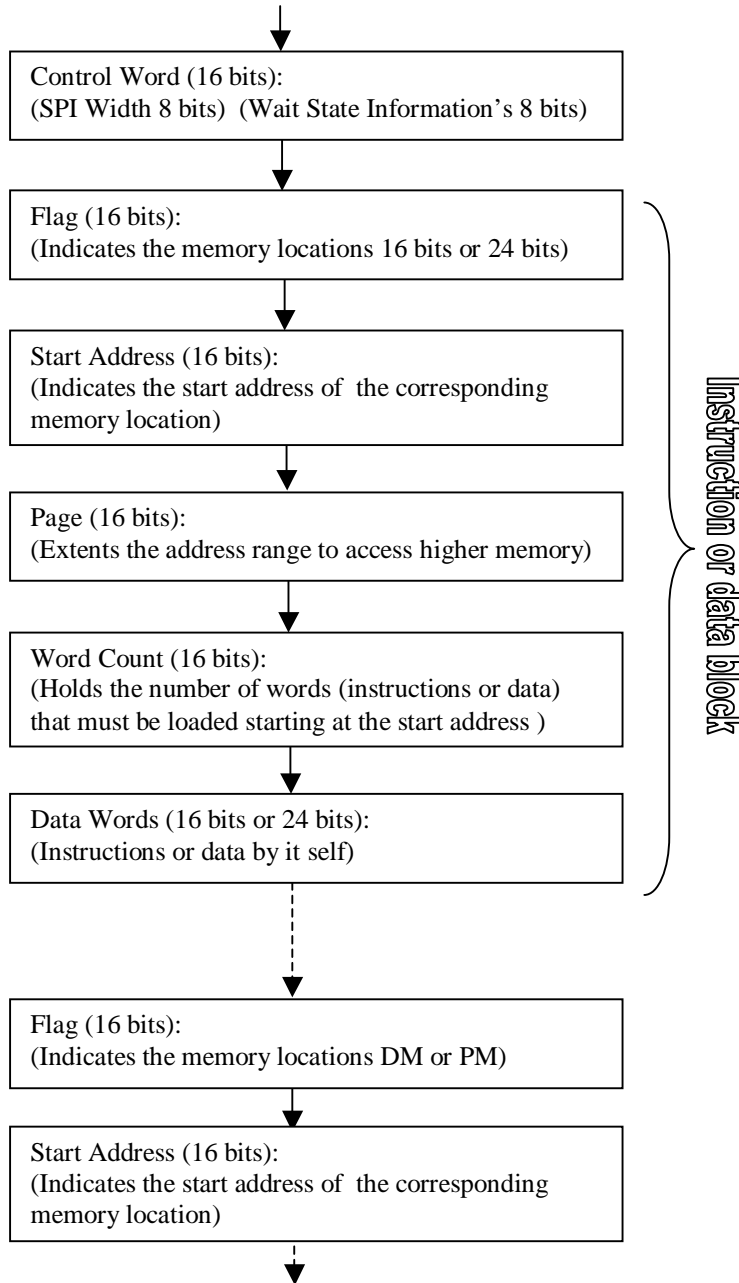 Control Word (16 bits):
(SPI Width 8 bits)  (Wait State Information’s 8 bits)
Flag (16 bits):
(Indicates the memory locations 16 bits or 24 bits)
Start Address (16 bits):
(Indicates the start address of  the corresponding
memory location)
Page (16 bits):
(Extents the address range to access higher memory)
Word Count (16 bits):
(Holds the number of words (instructions or data)
that must be loaded starting at the start address )
Data Words (16 bits or 24 bits):
(Instructions or data by it self)
Instruction or data block
Flag (16 bits):
(Indicates the memory locations DM or PM)
Start Address (16 bits):
(Indicates the start address of  the corresponding
memory location)